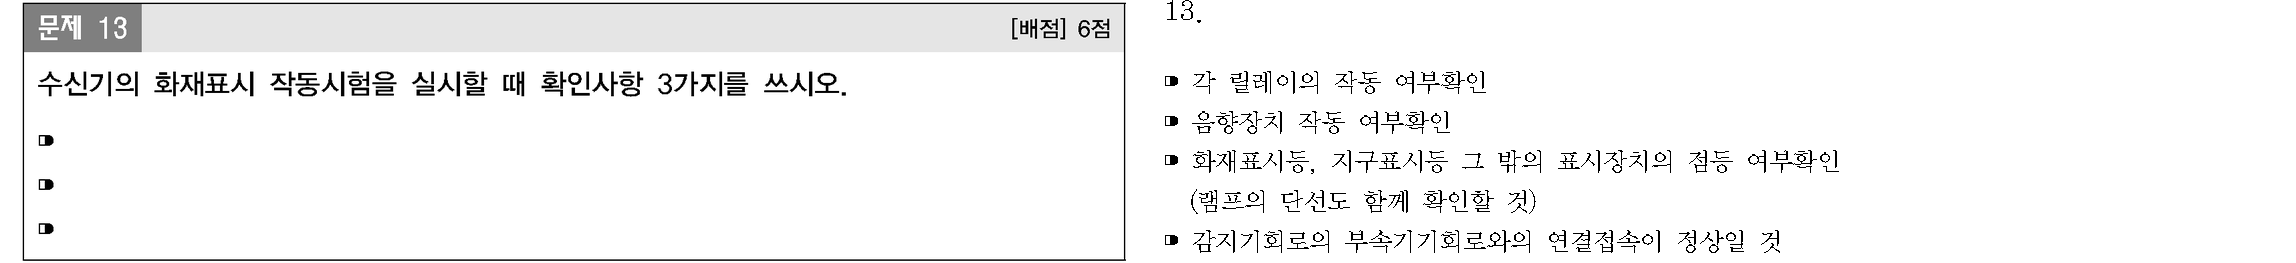 문제 13
[배점] 6점
수신기의 화재표시 작동시험을 실시할 때 확인사항 3가지를 쓰시오.
13.
각 릴레이의 작동 여부확인
음향장치 작동 여부확인
화재표시등, 지구표시등 그 밖의 표시장치의 점등 여부확인
(램프의 단선도 함께 확인할 것)
감지기회로의 부속기기회로와의 연결접속이 정상일 것